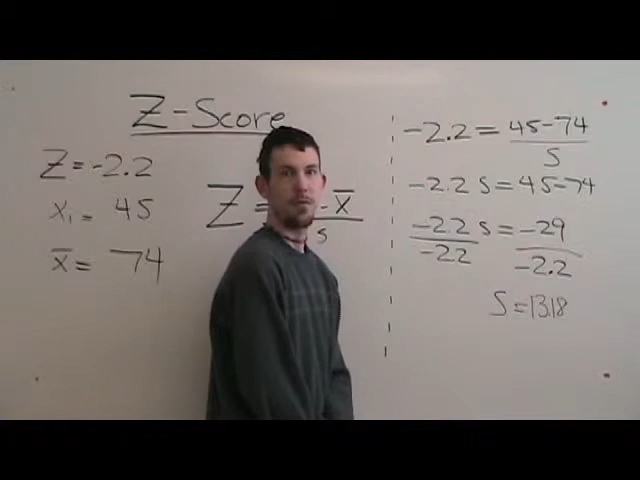 Z-Score
Z = -2.2
x₁ = 45
x̄ = 74
Z = - x̄
s
-2.2 = 45-74
s
-2.2 s = 45-74
-2.2 s = -29
-2.2 -2.2
S = 13.18